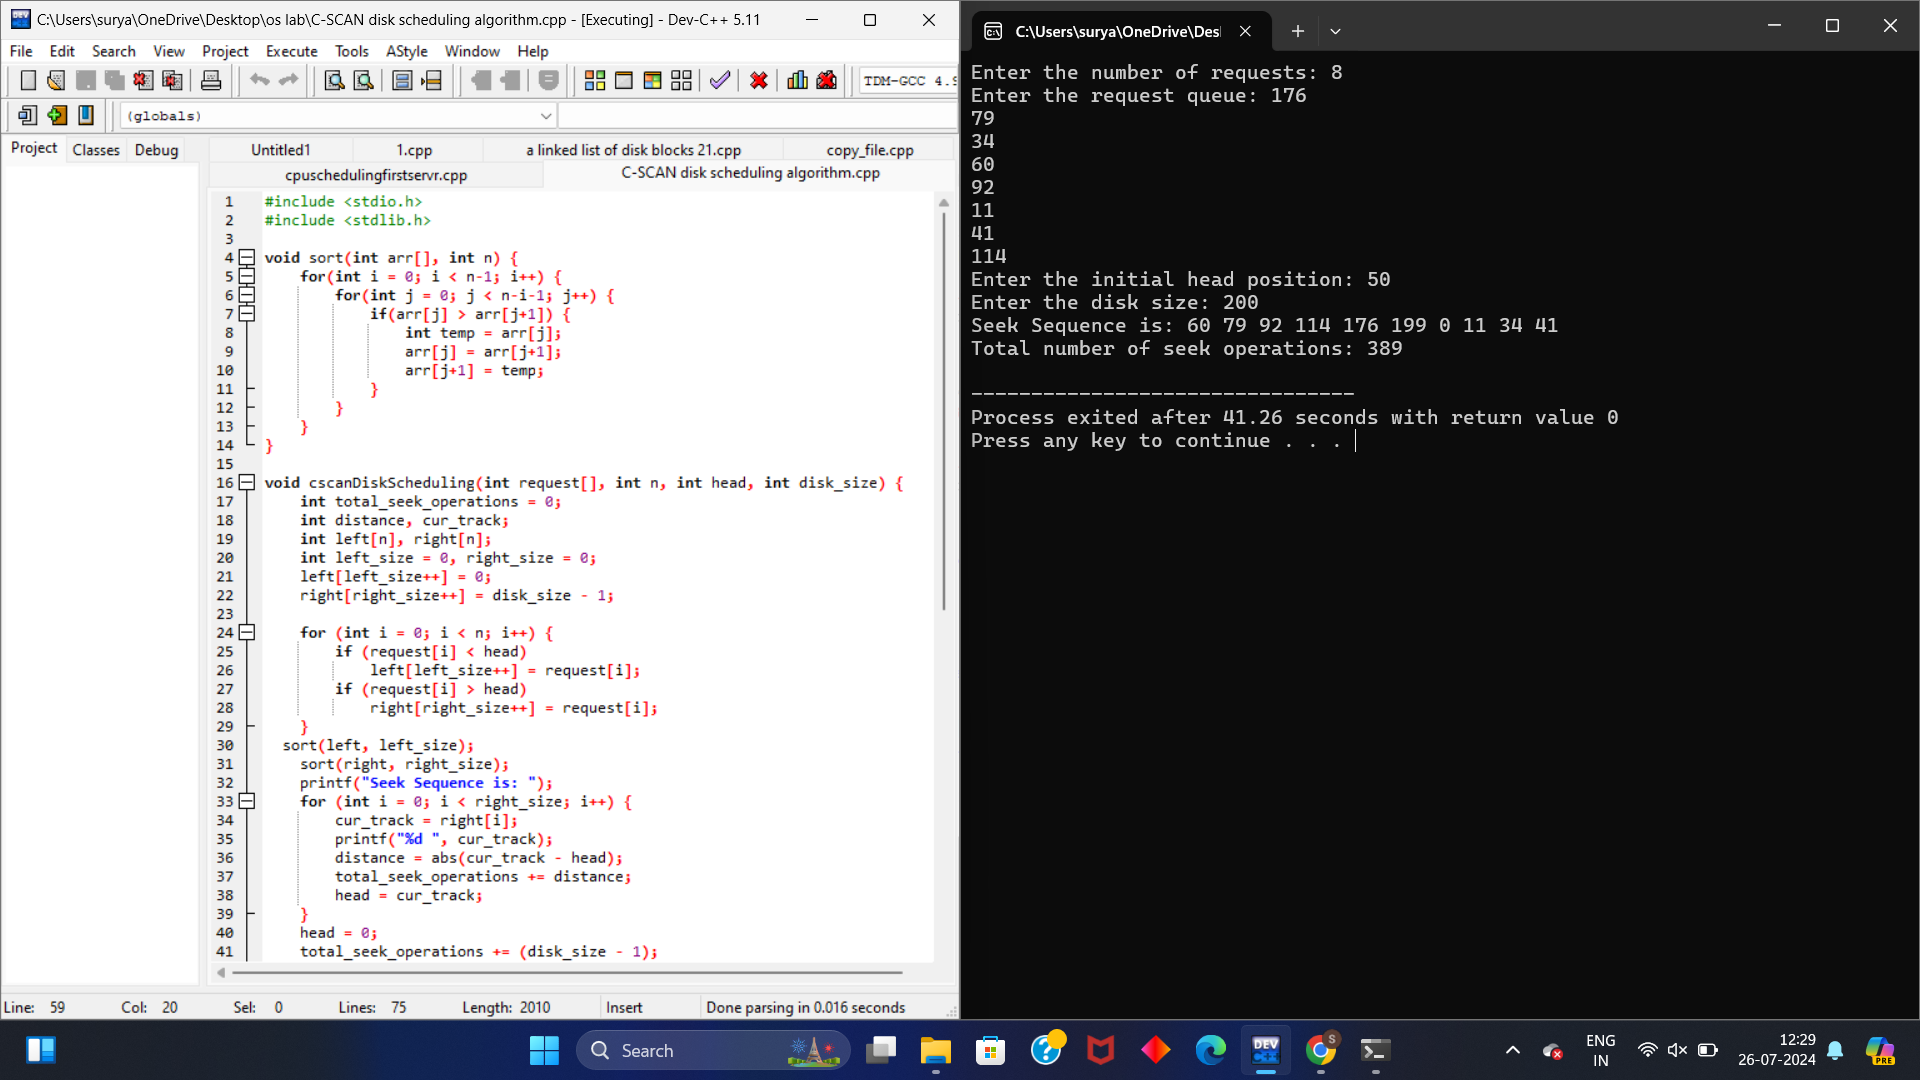 C:\Users\surya\OneDrive\Desktop\os lab\C-SCAN disk scheduling algorithm.cpp - [Executing] - Dev-C++ 5.11
File Edit Search View Project Execute Tools AStyle Window Help
TDM-GCC 4.9
(globals)
Project Classes Debug
Untitled1 1.cpp a linked list of disk blocks 21.cpp copy_file.cpp
cpuschedulingfirstservr.cpp C-SCAN disk scheduling algorithm.cpp
1 #include <stdio.h>
2 #include <stdlib.h>
3
4 void sort(int arr[], int n) {
5 for(int i = 0; i < n-1; i++) {
6 for(int j = 0; j < n-i-1; j++) {
7 if(arr[j] > arr[j+1]) {
8 int temp = arr[j];
9 arr[j] = arr[j+1];
10 arr[j+1] = temp;
11 }
12 }
13 }
14 }
15
16 void cscanDiskScheduling(int request[], int n, int head, int disk_size) {
17 int total_seek_operations = 0;
18 int distance, cur_track;
19 int left[n], right[n];
20 int left_size = 0, right_size = 0;
21 left[left_size++] = 0;
22 right[right_size++] = disk_size - 1;
23
24 for (int i = 0; i < n; i++) {
25 if (request[i] < head)
26 left[left_size++] = request[i];
27 if (request[i] > head)
28 right[right_size++] = request[i];
29 }
30 sort(left, left_size);
31 sort(right, right_size);
32 printf("Seek Sequence is: ");
33 for (int i = 0; i < right_size; i++) {
34 cur_track = right[i];
35 printf("%d ", cur_track);
36 distance = abs(cur_track - head);
37 total_seek_operations += distance;
38 head = cur_track;
39 }
40 head = 0;
41 total_seek_operations += (disk_size - 1);
Line: 59 Col: 20 Sel: 0 Lines: 75 Length: 2010 Insert Done parsing in 0.016 seconds
C:\Users\surya\OneDrive\Des
Enter the number of requests: 8
Enter the request queue: 176
79
34
60
92
11
41
114
Enter the initial head position: 50
Enter the disk size: 200
Seek Sequence is: 60 79 92 114 176 199 0 11 34 41
Total number of seek operations: 389
--------------------------------
Process exited after 41.26 seconds with return value 0
Press any key to continue . . .
Search
DEV C++
S
ENG
IN
12:29
26-07-2024
PRE